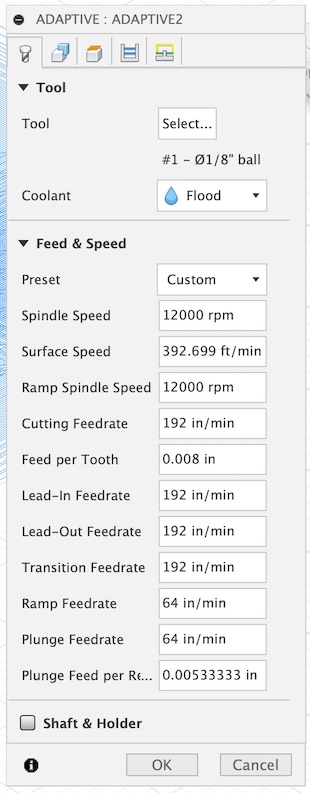 ADAPTIVE : ADAPTIVE2
Tool
Tool Select...
#1 - Ø1/8" ball
Coolant Flood
Feed & Speed
Preset Custom
Spindle Speed 12000 rpm
Surface Speed 392.699 ft/min
Ramp Spindle Speed 12000 rpm
Cutting Feedrate 192 in/min
Feed per Tooth 0.008 in
Lead-In Feedrate 192 in/min
Lead-Out Feedrate 192 in/min
Transition Feedrate 192 in/min
Ramp Feedrate 64 in/min
Plunge Feedrate 64 in/min
Plunge Feed per Re... 0.00533333 in
Shaft & Holder
OK Cancel